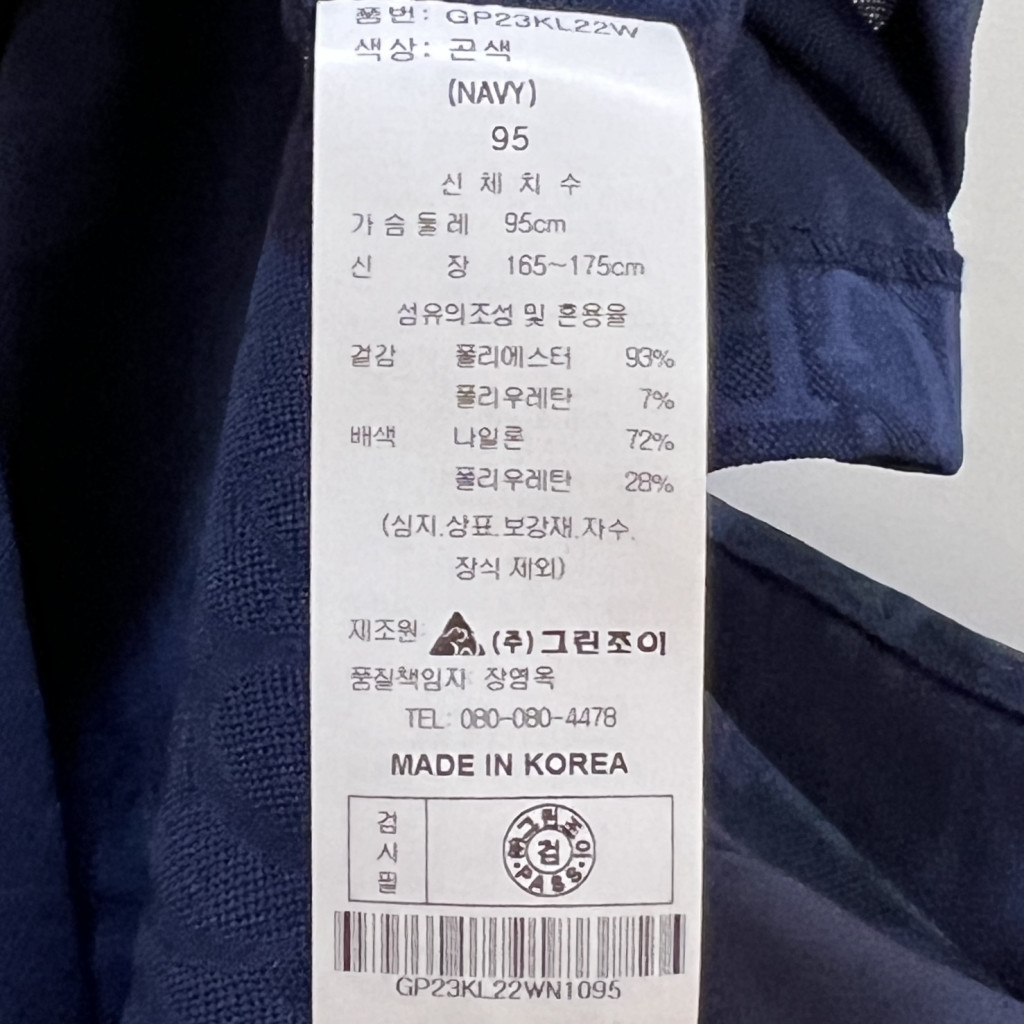 품번: GP23KL22W
색상: 곤색
(NAVY)
95
신 체 치 수
가슴둘레 95cm
신 장 165~175cm
섬유의조성 및 혼용율
겉감 폴리에스터 93%
폴리우레탄 7%
배색 나일론 72%
폴리우레탄 28%
(심지.상표.보강재.자수.
장식 제외)
제조원: (주)그린조이
품질책임자 장영옥
TEL: 080-080-4478
MADE IN KOREA
검사필
㈜그린조이
검
PASS
GP23KL22WN1095